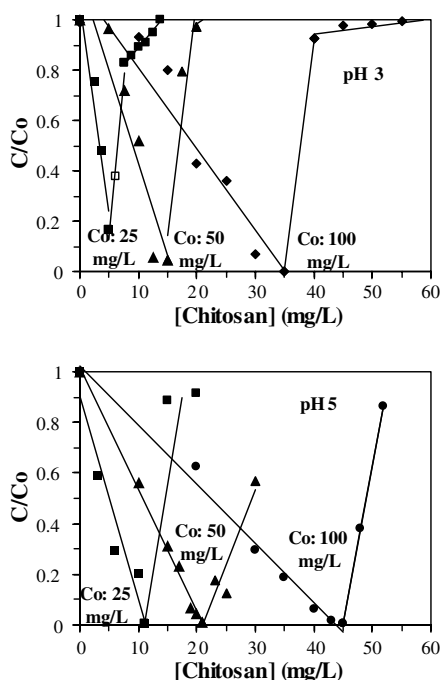 1
0.8
0.6
0.4
0.2
0
C/Co
pH 3
Co: 25
mg/L
Co: 50
mg/L
Co: 100
mg/L
0 10 20 30 40 50 60
[Chitosan] (mg/L)
1
0.8
0.6
0.4
0.2
0
C/Co
pH 5
Co: 25
mg/L
Co: 50
mg/L
Co: 100
mg/L
0 10 20 30 40 50 60
[Chitosan] (mg/L)